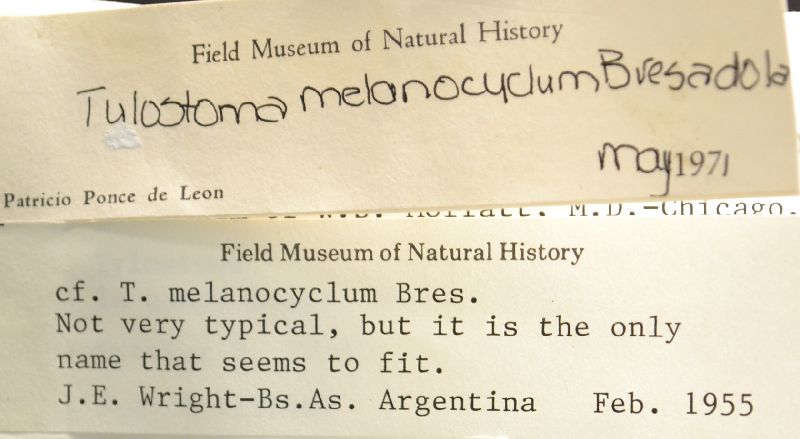 Field Museum of Natural History
Tulostoma melanocyclum Bresadola
May 1971
Patricio Ponce de Leon
M.D.-Chicago.
Field Museum of Natural History
cf. T. melanocyclum Bres.
Not very typical, but it is the only
name that seems to fit.
J.E. Wright-Bs.As. Argentina Feb. 1955